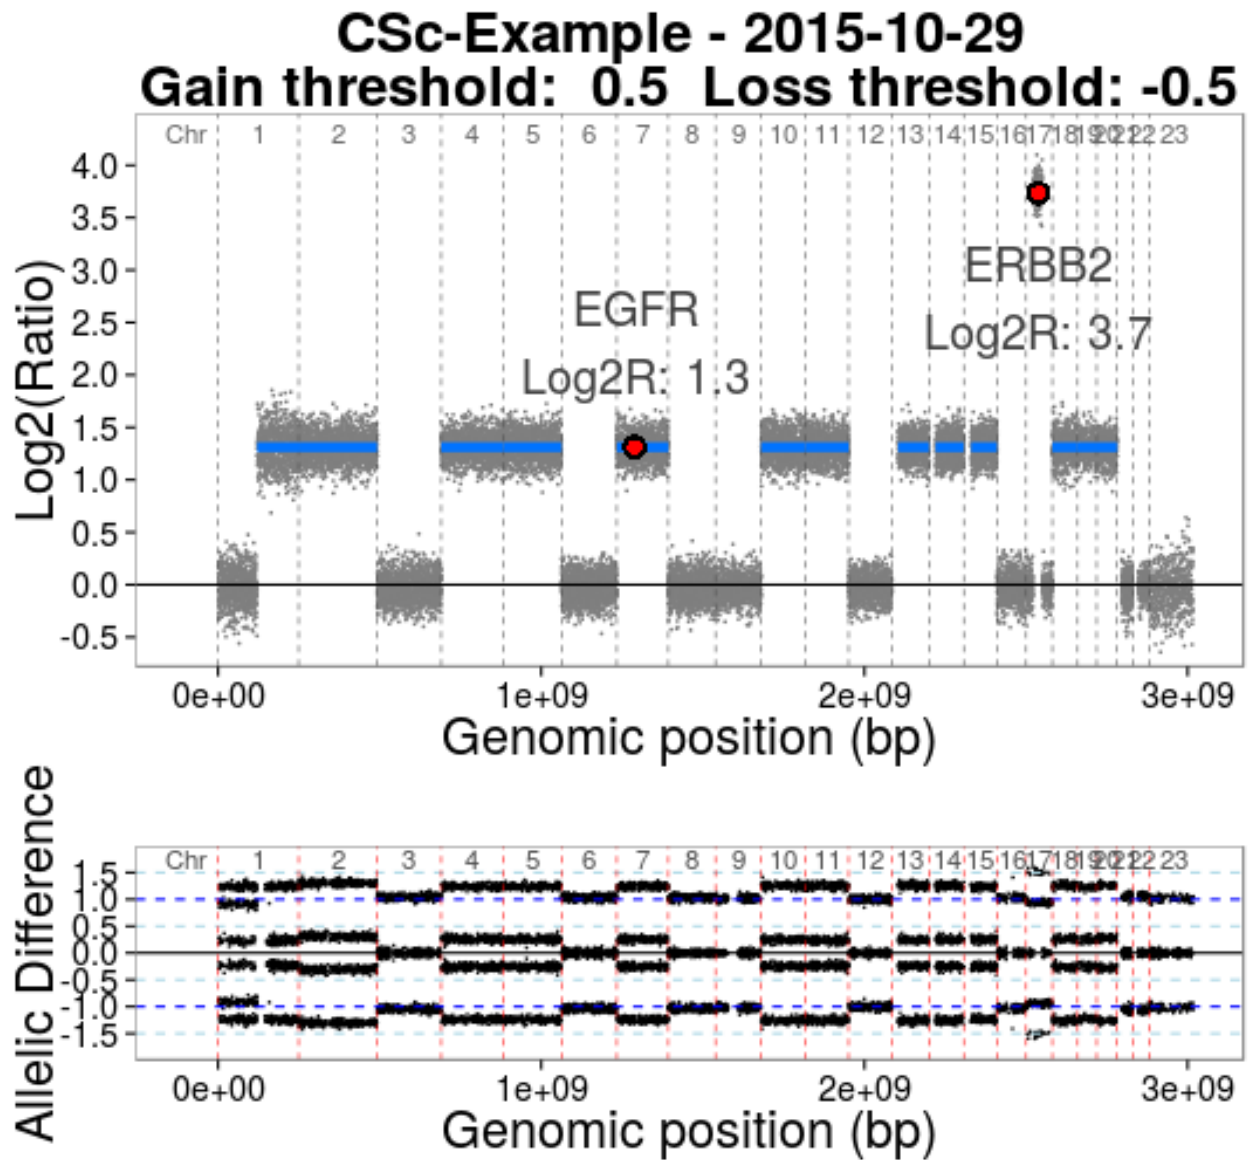 CSc-Example - 2015-10-29
Gain threshold:  0.5  Loss threshold: -0.5
Chr 1 2 3 4 5 6 7 8 9 10 11 12 13 14 15 16 17 18 19 20 21 22 23
4.0
3.5
ERBB2
3.0
EGFR
2.5
Log2R: 3.7
2.0
Log2R: 1.3
1.5
1.0
0.5
0.0
-0.5
Log2(Ratio)
0e+00 1e+09 2e+09 3e+09
Genomic position (bp)
Chr 1 2 3 4 5 6 7 8 9 10 11 12 13 14 15 16 17 18 19 20 21 22 23
1.5
1.0
0.5
0.0
-0.5
-1.0
-1.5
Allelic Difference
0e+00 1e+09 2e+09 3e+09
Genomic position (bp)